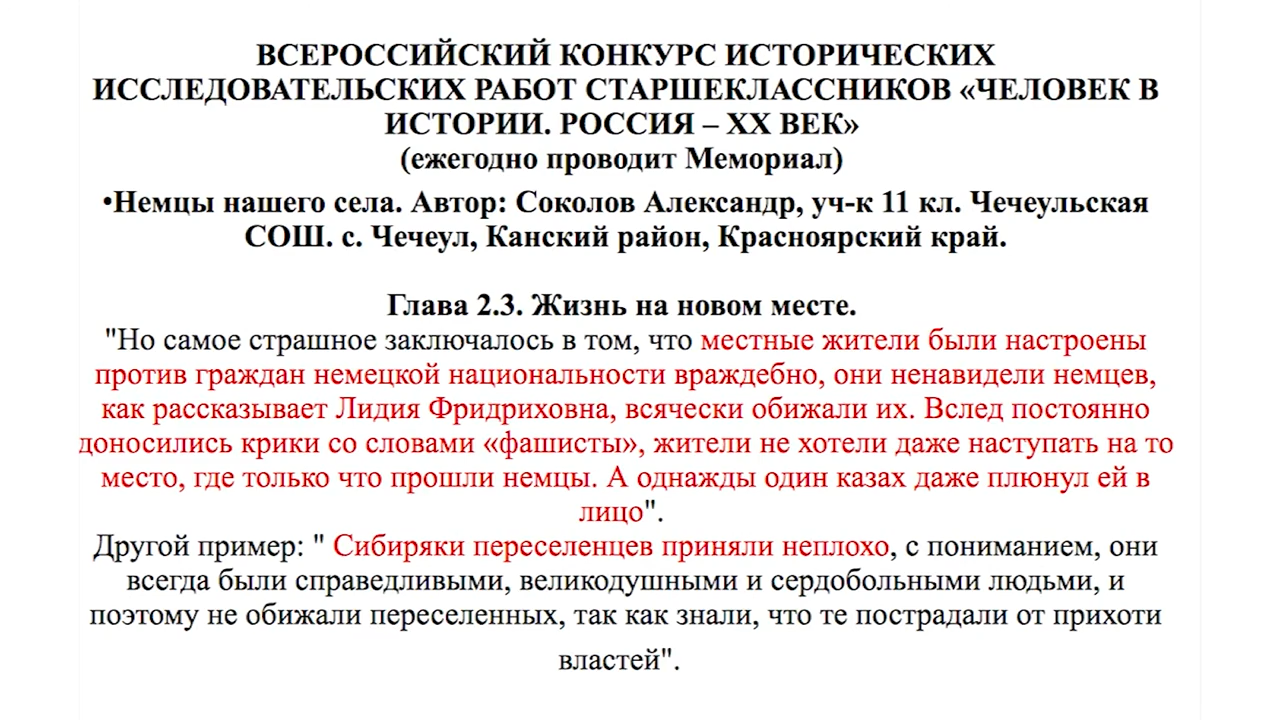 ВСЕРОССИЙСКИЙ КОНКУРС ИСТОРИЧЕСКИХ
ИССЛЕДОВАТЕЛЬСКИХ РАБОТ СТАРШЕКЛАССНИКОВ «ЧЕЛОВЕК В
ИСТОРИИ. РОССИЯ – XX ВЕК»
(ежегодно проводит Мемориал)
•Немцы нашего села. Автор: Соколов Александр, уч-к 11 кл. Чечеульская
СОШ. с. Чечеул, Канский район, Красноярский край.
Глава 2.3. Жизнь на новом месте.
"Но самое страшное заключалось в том, что местные жители были настроены
против граждан немецкой национальности враждебно, они ненавидели немцев,
как рассказывает Лидия Фридриховна, всячески обижали их. Вслед постоянно
доносились крики со словами «фашисты», жители не хотели даже наступать на то
место, где только что прошли немцы. А однажды один казах даже плюнул ей в
лицо".
Другой пример: " Сибиряки переселенцев приняли неплохо, с пониманием, они
всегда были справедливыми, великодушными и сердобольными людьми, и
поэтому не обижали переселенных, так как знали, что те пострадали от прихоти
властей".